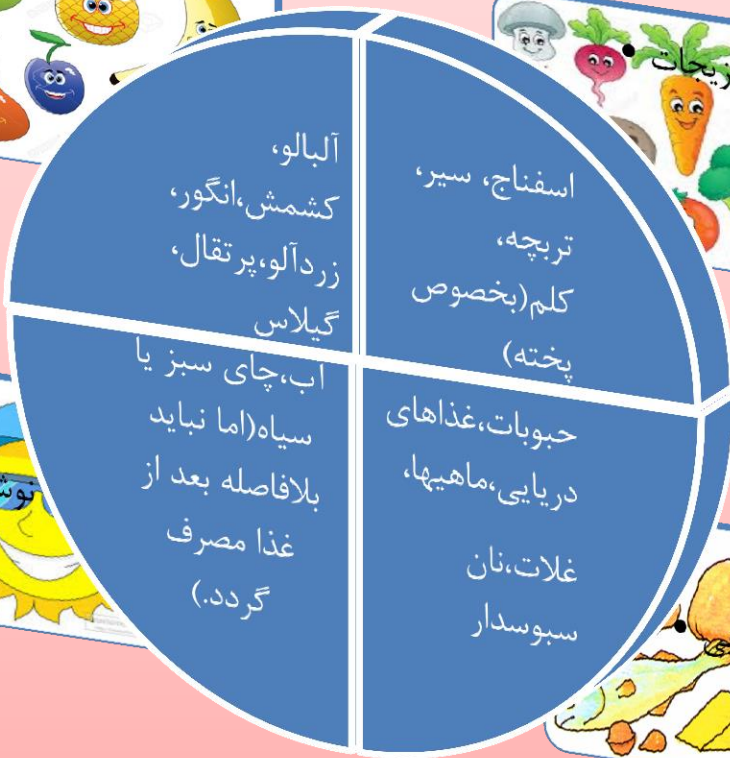 اسفناج، سیر،
تربچه،
کلم(بخصوص
پخته)
آلبالو،
کشمش،انگور،
زردآلو،پرتقال،
گیلاس
حبوبات،غذاهای
دریایی،ماهیها،
غلات،نان
سبوسدار
آب،چای سبز یا
سیاه(اما نباید
بلافاصله بعد از
غذا مصرف
گردد.)